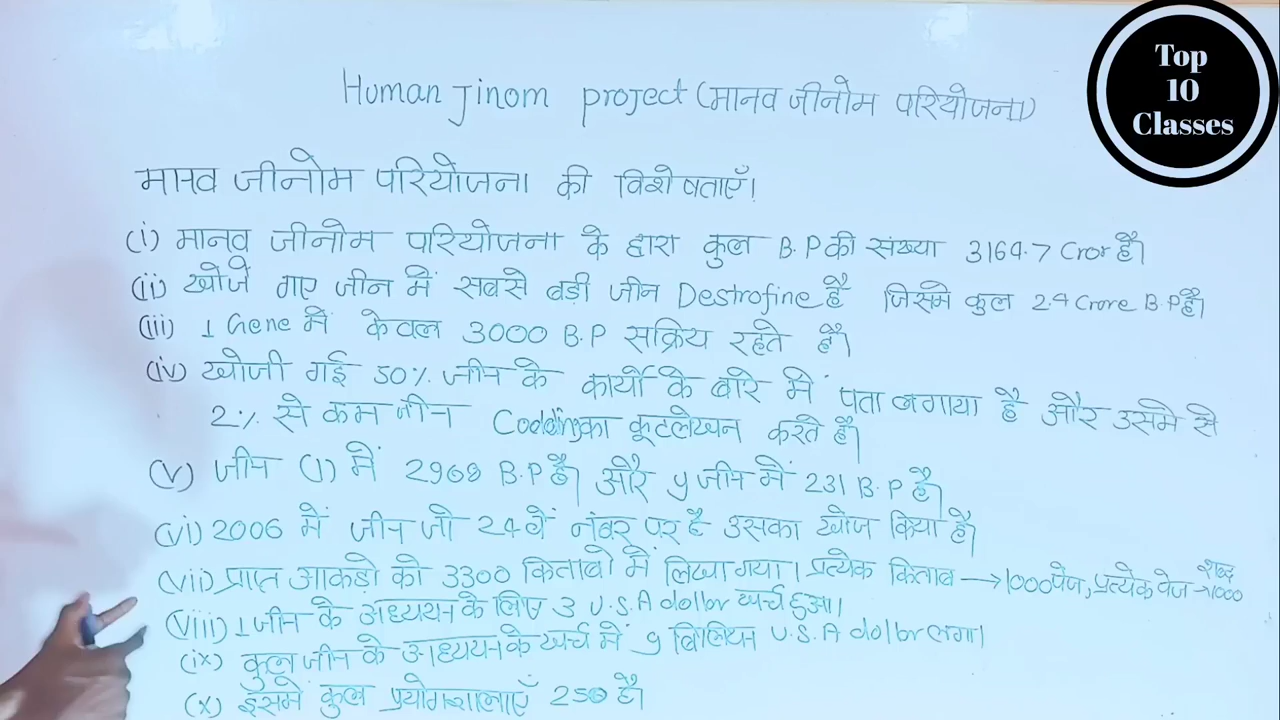 Top
10
Classes
Human Jinom project (मानव जीनोम परियोजना)
मानव जीनोम परियोजना की विशेषताएँ।
(i) मानव जीनोम परियोजना के द्वारा कुल B.P की संख्या 3164.7 Cror है।
(ii) खोजे गए जीन में सबसे बड़ी जीन Destrofine है जिसमे कुल 2.4 Crore B.P है।
(iii) 1 Gene में केवल 3000 B.P सक्रिय रहते हैं।
(iv) खोजी गई 50% जीन के कार्यो के बारे में पता लगाया है और उसमे से
2% से कम जीन Codding का कूटलेखन करते है।
(v) जीन (1) में 2968 B.P है। और y जीन में 231 B.P है।
(vi) 2006 में जीन जो 24 वें नंबर पर है उसका खोज किया है।
(vii) प्राप्त आकड़ो को 3300 किताबो में लिखा गया। प्रत्येक किताब → 1000 पेज, प्रत्येक पेज → 1000 शब्द
(viii) 1 जीन के अध्ययन के लिए 3 U.S.A dollar खर्च हुआ।
(ix) कुल जीन के अध्ययन के खर्च में 9 बिलियन U.S.A dollar लगा।
(x) इसमें कुल प्रयोगशालाएँ 250 है।